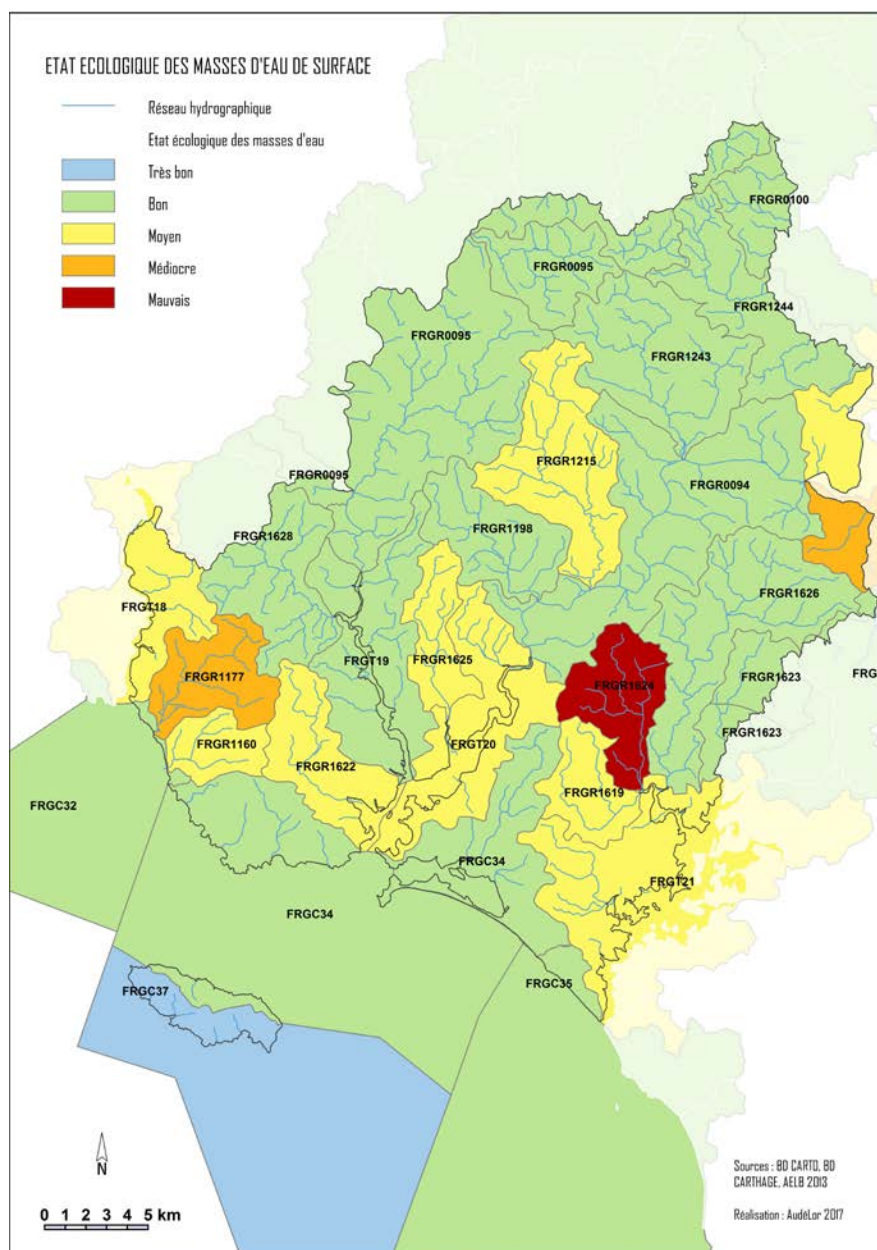 ETAT ECOLOGIQUE DES MASSES D'EAU DE SURFACE
Réseau hydrographique
Etat écologique des masses d'eau
Très bon
Bon
Moyen
Médiocre
Mauvais
FRGR0100
FRGR0095
FRGR1244
FRGR0095
FRGR1243
FRGR1215
FRGR0095
FRGR0094
FRGR1198
FRGR1628
FRGT18
FRGR1626
FRGT19
FRGR1625
FRGR1177
FRGR1624
FRGR1623
FRG
FRGR1160
FRGR1622
FRGT20
FRGR1623
FRGR1619
FRGC32
FRGC34
FRGT21
FRGC34
FRGC37
FRGC35
N
0 1 2 3 4 5 km
Sources : BD CARTO, BD
CARTHAGE, AELB 2013
Réalisation : AudéLor 2017